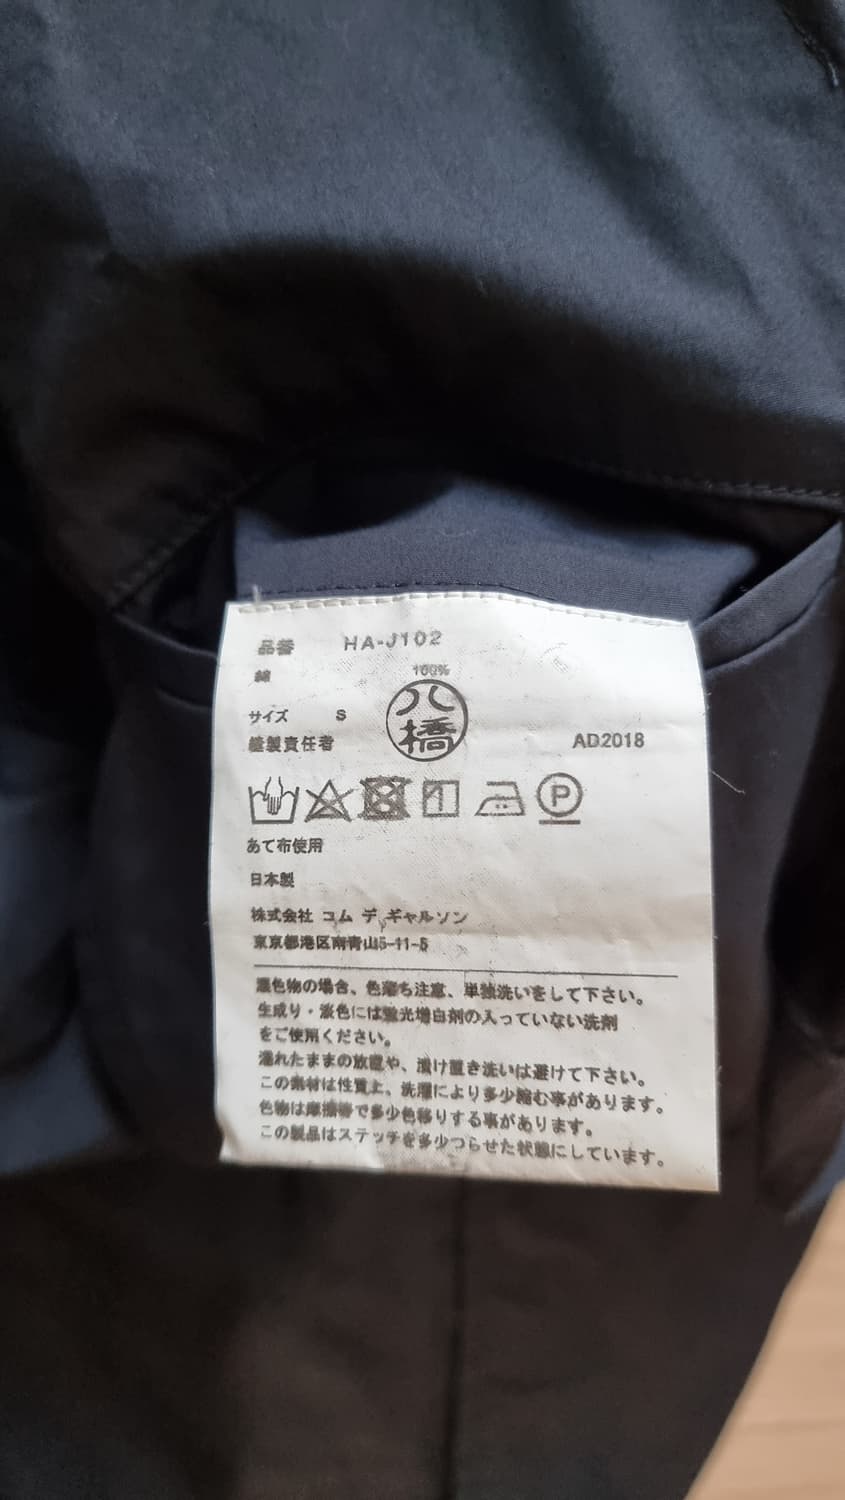 品番 HA-J102
綿 100%
サイズ S
縫製責任者 八橋 AD2018
P
あて布使用
日本製
株式会社 コム デ ギャルソン
東京都港区南青山5-11-5
濃色物の場合、色落ち注意、単独洗いをして下さい。
生成り・淡色には蛍光増白剤の入っていない洗剤
をご使用ください。
濡れたままの放置や、漬け置き洗いは避けて下さい。
この素材は性質上、洗濯により多少縮む事があります。
色物は摩擦等で多少色移りする事があります。
この製品はステッチを多少つらせた状態にしています。